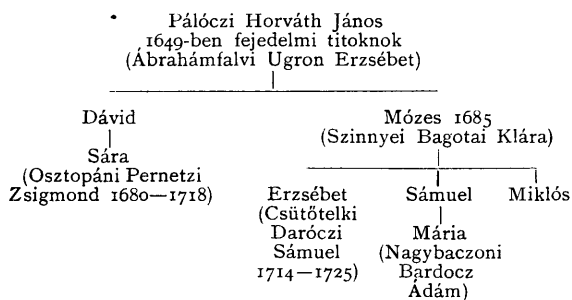 Pálóczi Horváth János
1649-ben fejedelmi titoknok
(Ábrahámfalvi Ugron Erzsébet)
Dávid
Sára
(Osztopáni Pernetzi
Zsigmond 1680—1718)
Mózes 1685
(Szinnyei Bagotai Klára)
Erzsébet
(Csütőtelki
Daróczi
Sámuel
1714—1725)
Sámuel
Mária
(Nagybaczoni
Bardocz
Ádám)
Miklós